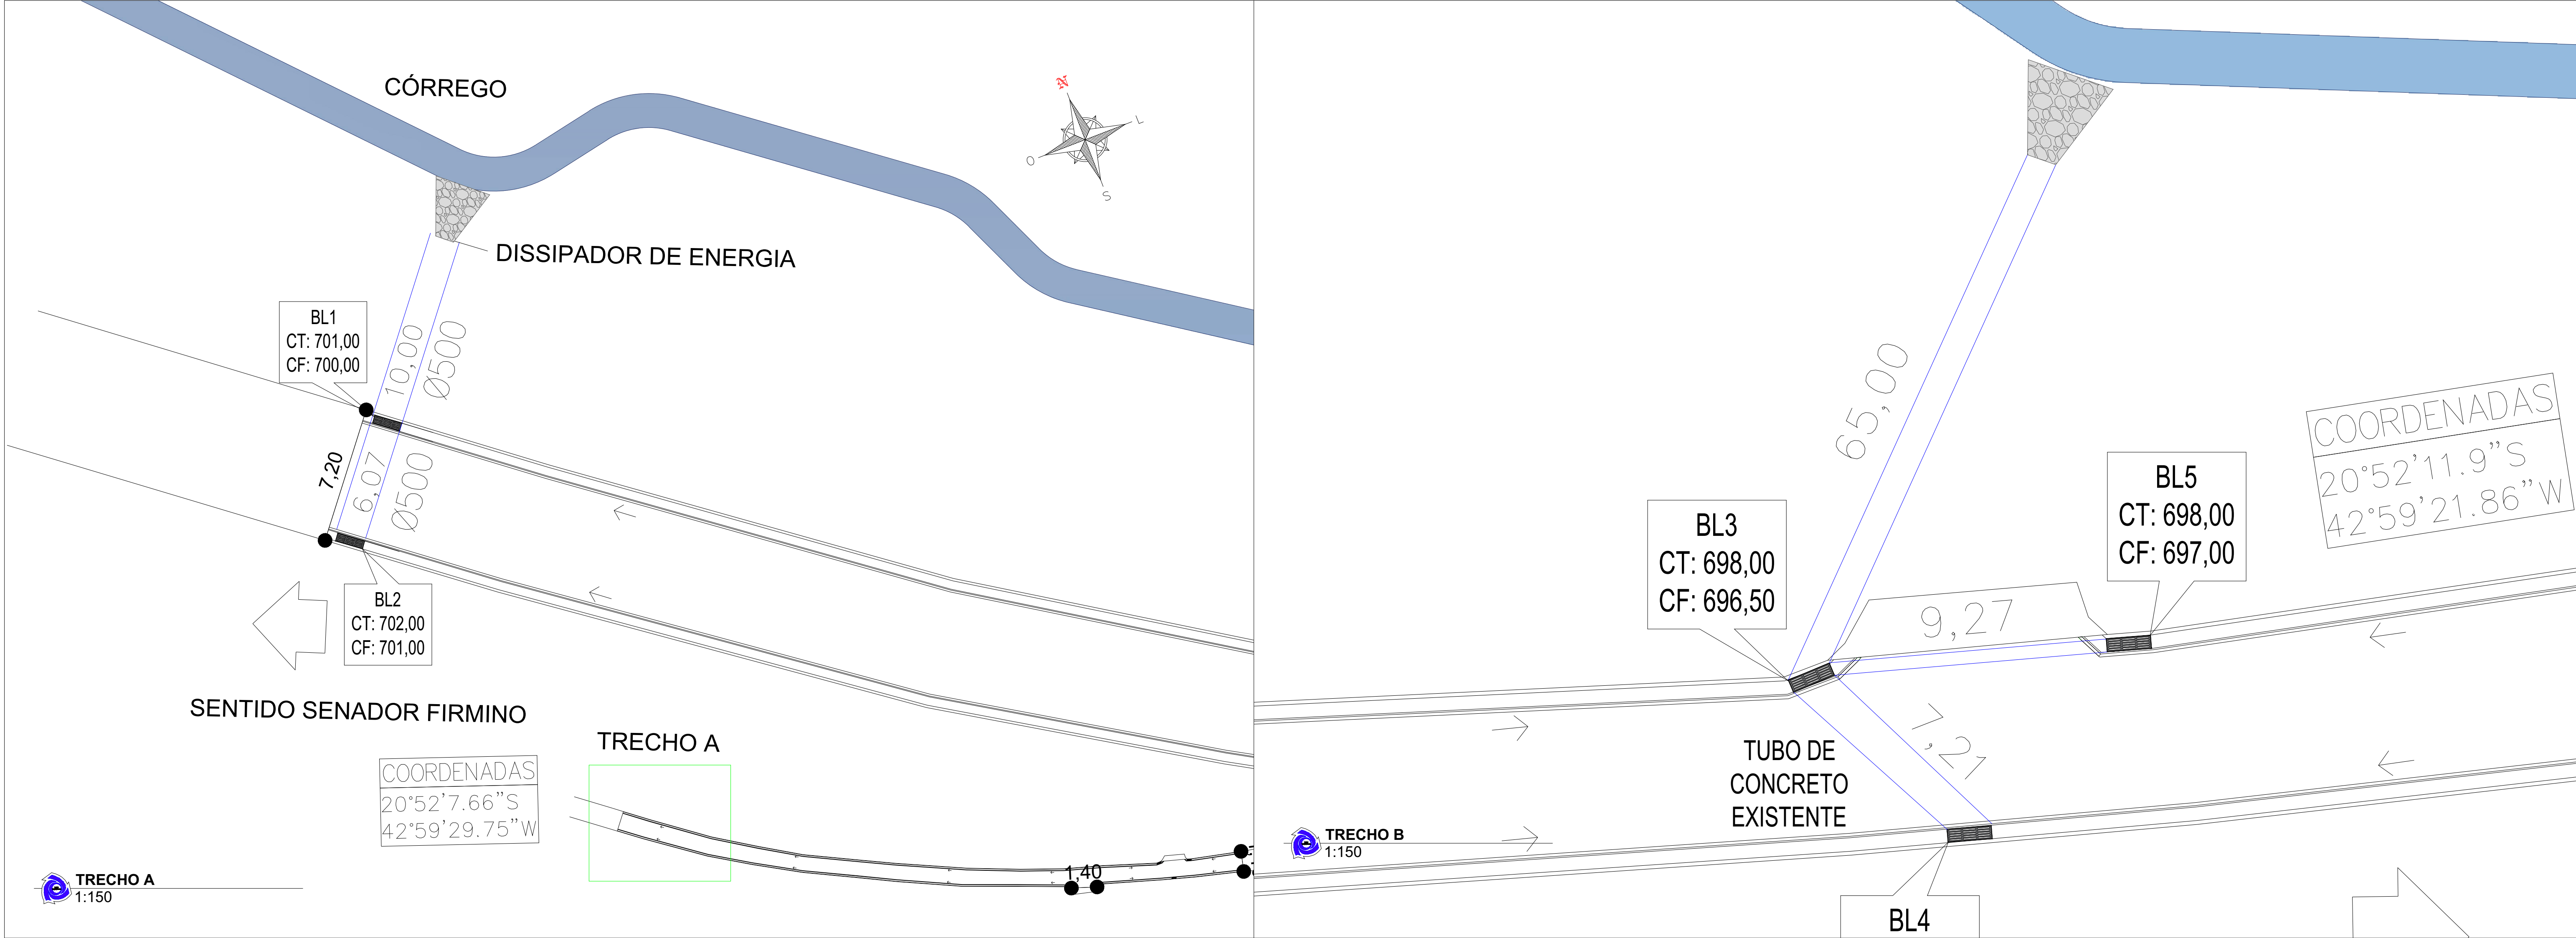 CÓRREGO
N
L
O
S
DISSIPADOR DE ENERGIA
BL1
CT: 701,00
CF: 700,00
10,00
Ø500
7,20
6,07
Ø500
BL2
CT: 702,00
CF: 701,00
SENTIDO SENADOR FIRMINO
TRECHO A
COORDENADAS
20°52'7.66"S
42°59'29.75"W
1,40
TRECHO A
1:150
65,00
COORDENADAS
20°52'11.9"S
42°59'21.86"W
BL5
CT: 698,00
CF: 697,00
BL3
CT: 698,00
CF: 696,50
9,27
7,21
TUBO DE
CONCRETO
EXISTENTE
TRECHO B
1:150
BL4